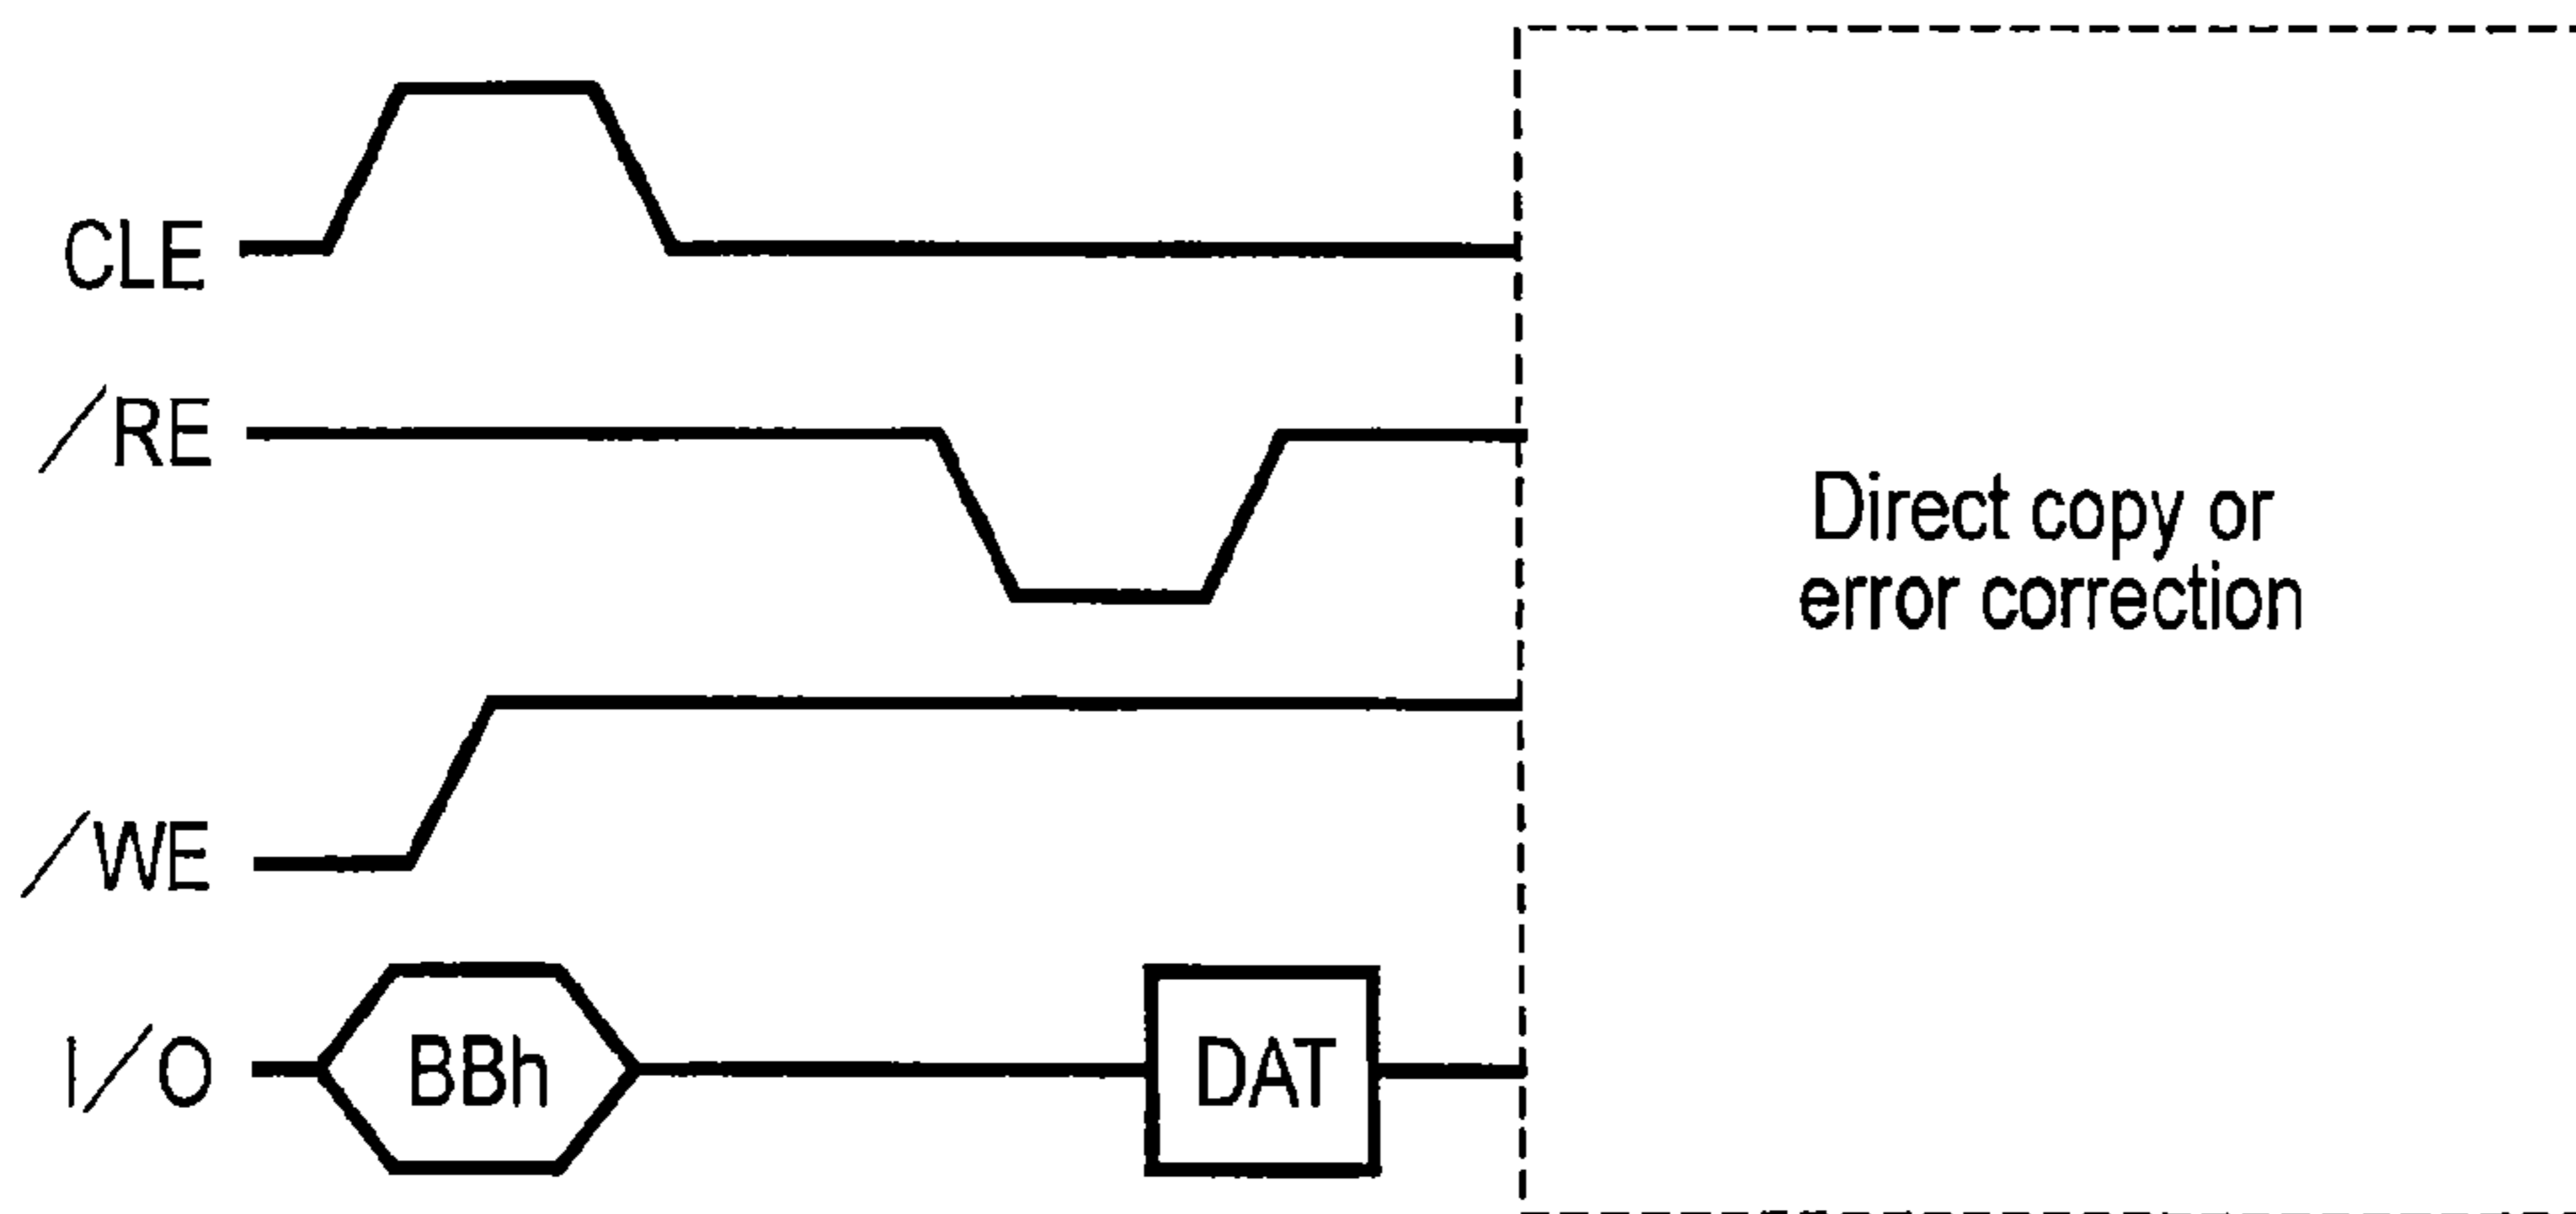 CLE
/RE
Direct copy or
error correction
/WE
I/O
BBh
DAT